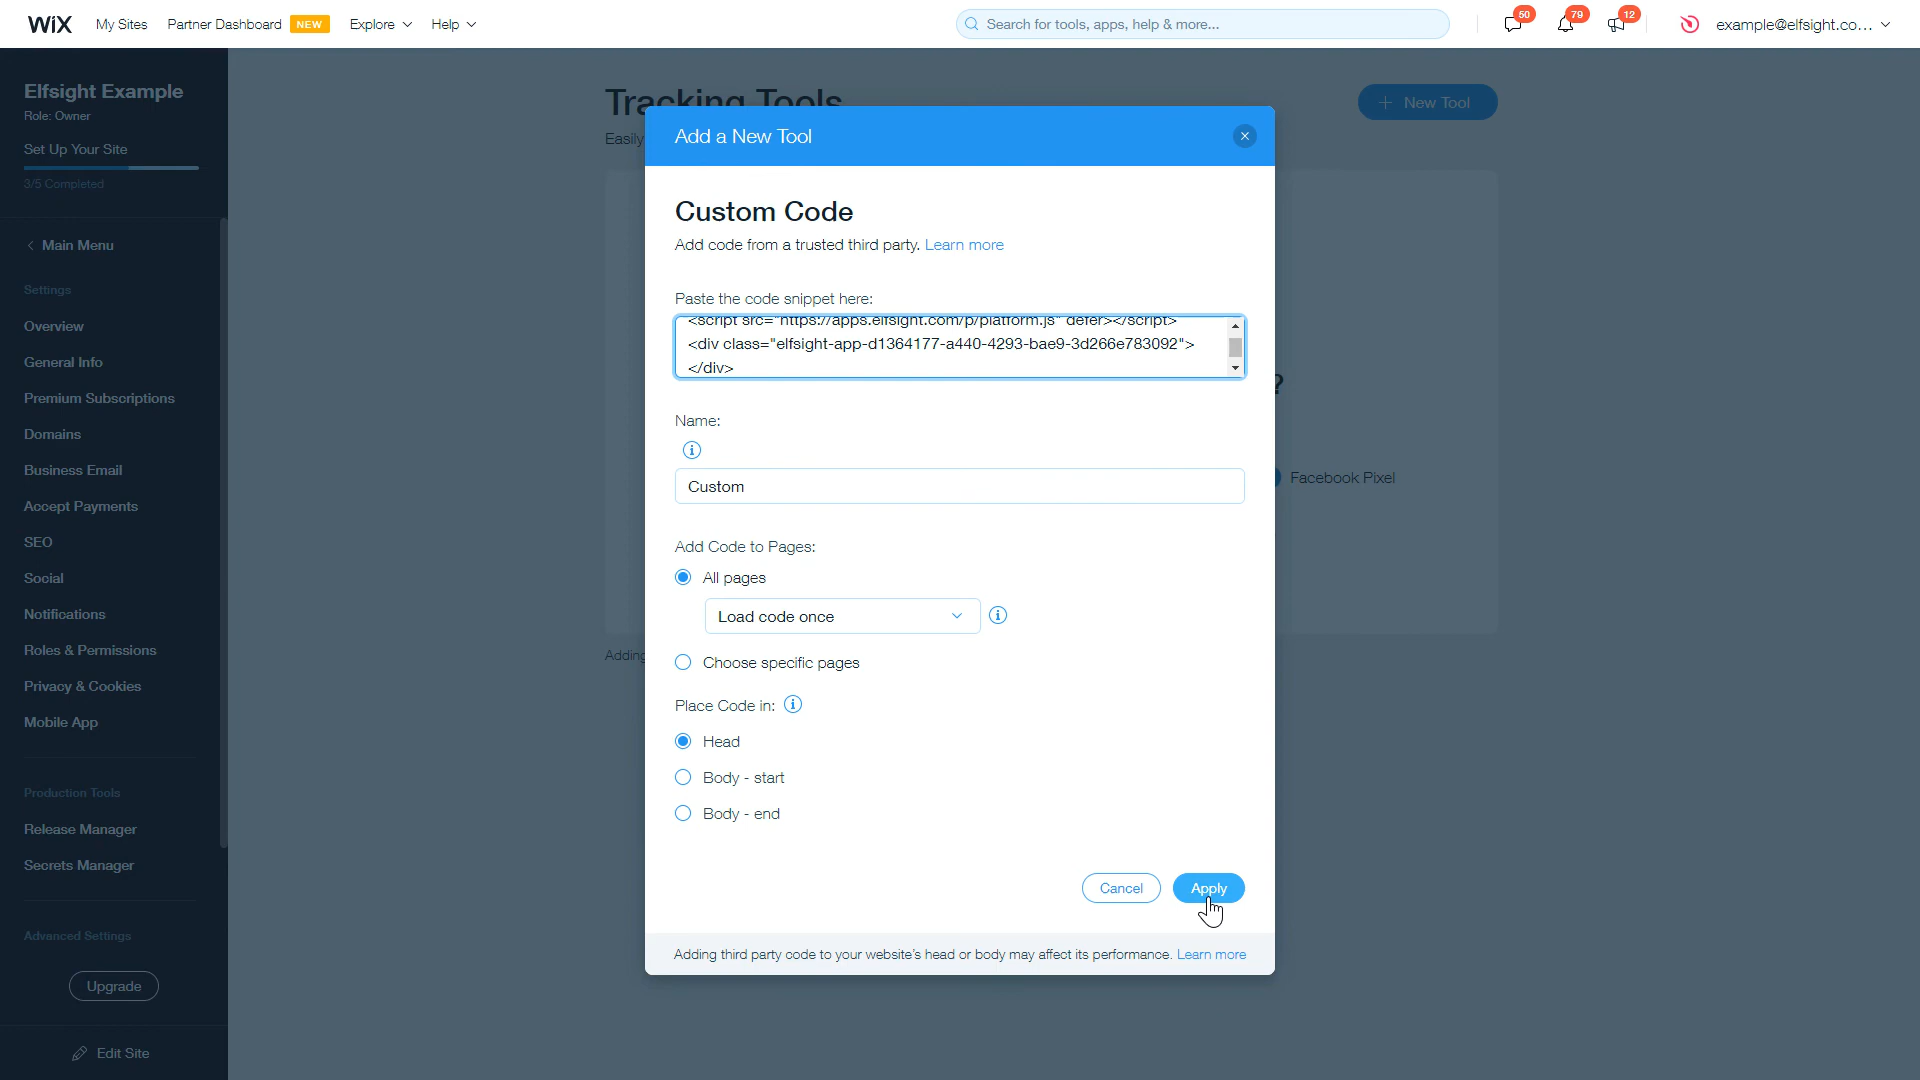 WiX My Sites Partner Dashboard NEW Explore Help Search for tools, apps, help & more... 50 79 12 example@elfsight.co...
Elfsight Example
Role: Owner
Set Up Your Site
3/5 Completed
Main Menu
Settings
Overview
General Info
Premium Subscriptions
Domains
Business Email
Accept Payments
SEO
Social
Notifications
Roles & Permissions
Privacy & Cookies
Mobile App
Production Tools
Release Manager
Secrets Manager
Advanced Settings
Upgrade
Edit Site
Tracking Tools
New Tool
Easily
Add a New Tool
Custom Code
Add code from a trusted third party. Learn more
Paste the code snippet here:
<script src="https://apps.elfsight.com/p/platform.js" defer></script>
<div class="elfsight-app-d1364177-a440-4293-bae9-3d266e783092">
</div>
?
Name:
Custom
Facebook Pixel
Add Code to Pages:
All pages
Load code once
Adding
Choose specific pages
Place Code in:
Head
Body - start
Body - end
Cancel Apply
Adding third party code to your website's head or body may affect its performance. Learn more